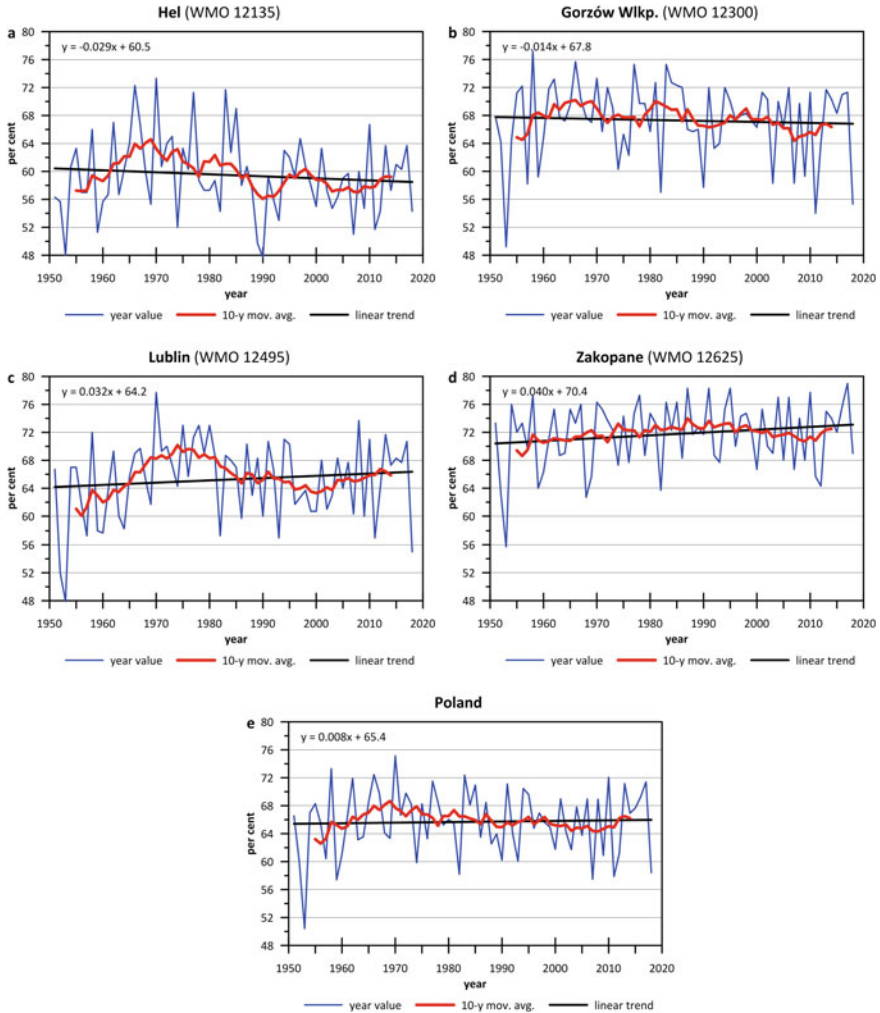 Hel (WMO 12135)
a
y = -0.029x + 60.5
80
76
72
68
64
60
56
52
48
per cent
1950 1960 1970 1980 1990 2000 2010 2020
year
year value 10-y mov. avg. linear trend
Gorzów Wlkp. (WMO 12300)
b
y = -0.014x + 67.8
80
76
72
68
64
60
56
52
48
per cent
1950 1960 1970 1980 1990 2000 2010 2020
year
year value 10-y mov. avg. linear trend
Lublin (WMO 12495)
c
y = 0.032x + 64.2
80
76
72
68
64
60
56
52
48
per cent
1950 1960 1970 1980 1990 2000 2010 2020
year
year value 10-y mov. avg. linear trend
Zakopane (WMO 12625)
d
y = 0.040x + 70.4
80
76
72
68
64
60
56
52
48
per cent
1950 1960 1970 1980 1990 2000 2010 2020
year
year value 10-y mov. avg. linear trend
Poland
e
y = 0.008x + 65.4
80
76
72
68
64
60
56
52
48
per cent
1950 1960 1970 1980 1990 2000 2010 2020
year
year value 10-y mov. avg. linear trend